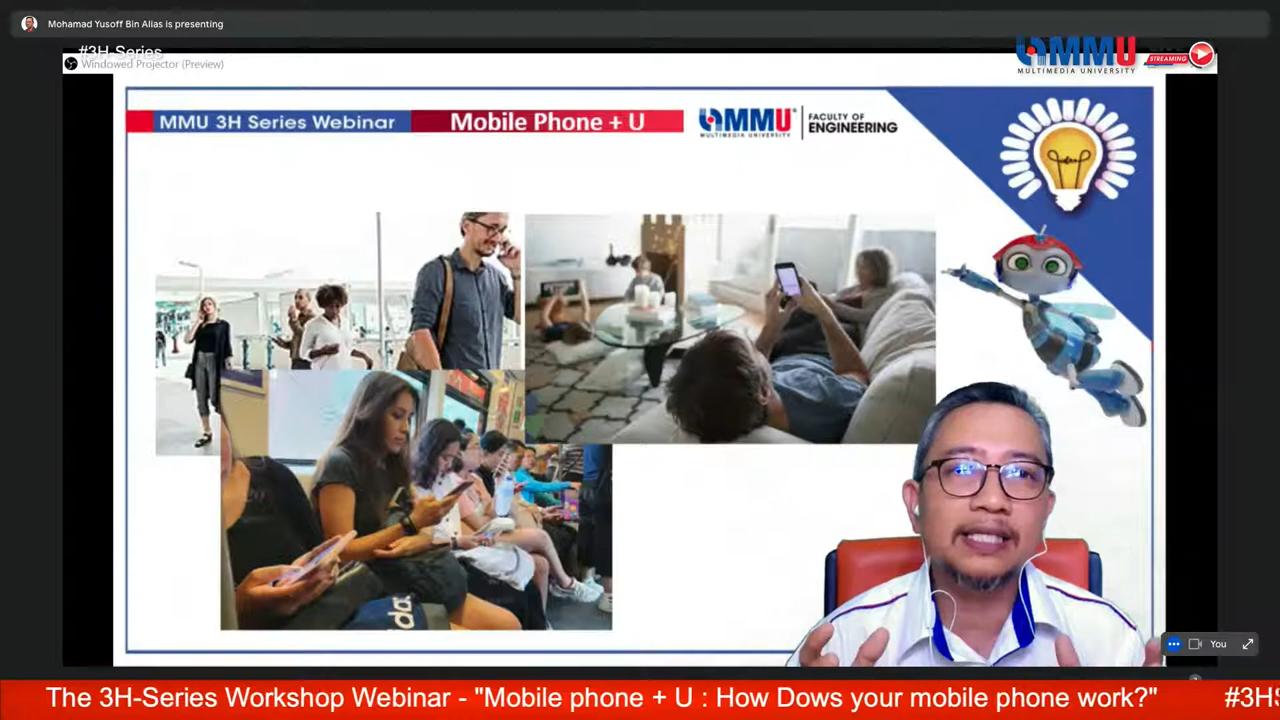 Mohamad Yusoff Bin Alias is presenting
#3H-Series
Windowed Projector (Preview)
MMU
MULTIMEDIA UNIVERSITY
STREAMING
MMU 3H Series Webinar
Mobile Phone + U
MMU
MULTIMEDIA UNIVERSITY
FACULTY OF
ENGINEERING
You
The 3H-Series Workshop Webinar - "Mobile phone + U : How Dows your mobile phone work?"
#3HS